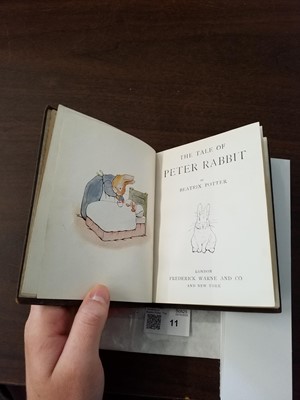 THE TALE OF
PETER RABBIT
BY
BEATRIX POTTER
LONDON
FREDERICK WARNE AND CO.
AND NEW YORK
11